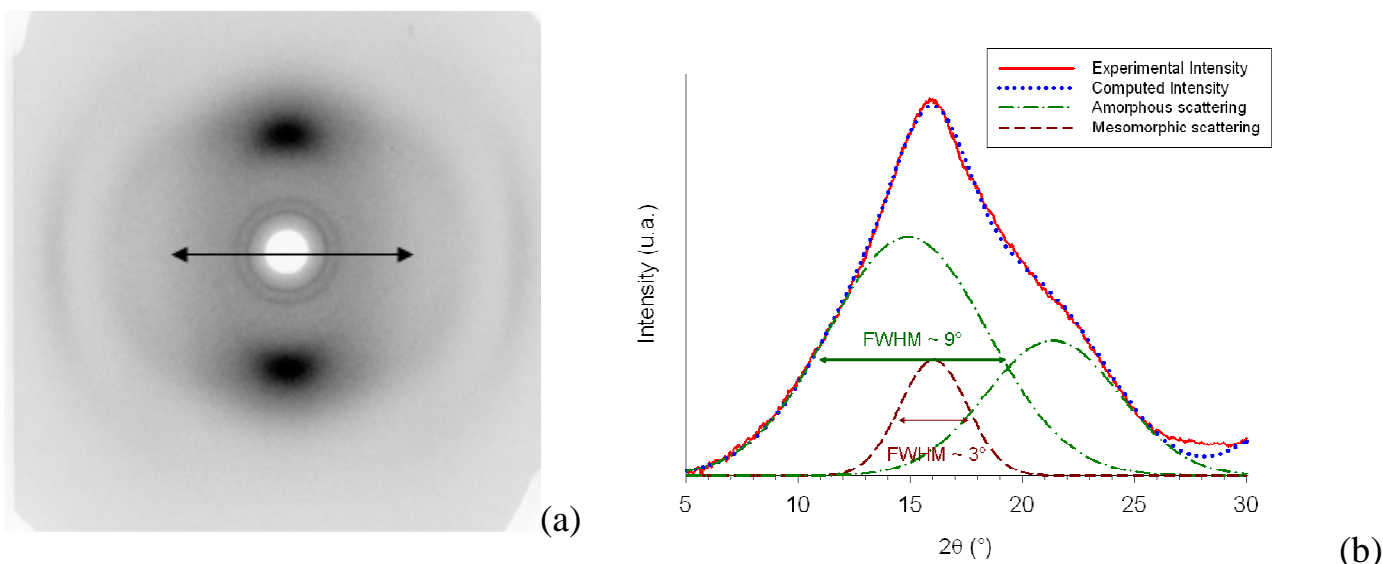 (a)
Experimental Intensity
Computed Intensity
Amorphous scattering
Mesomorphic scattering
Intensity (u.a.)
FWHM ~ 9°
FWHM ~ 3°
5 10 15 20 25 30
2θ (°)
(b)